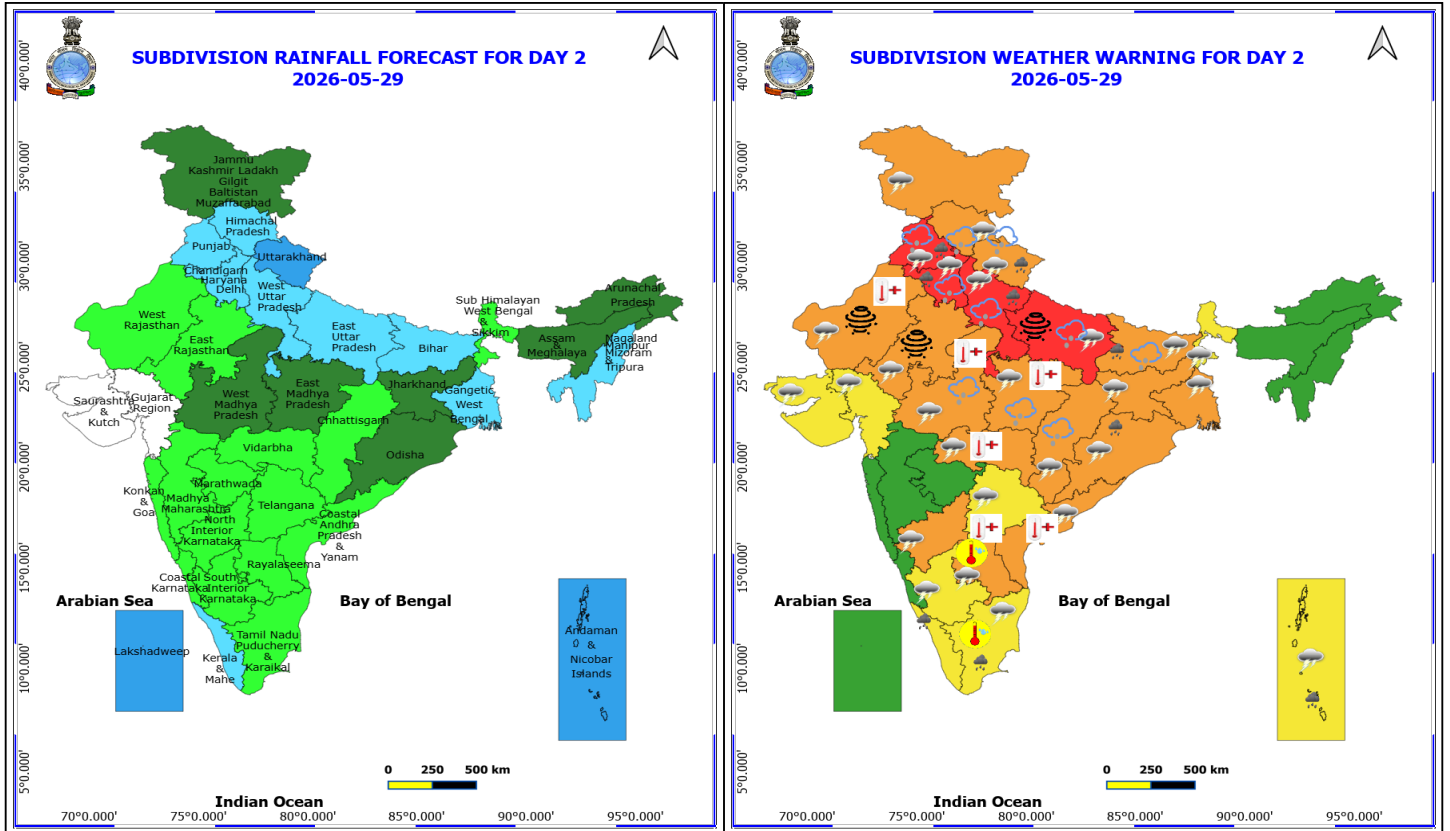 SUBDIVISION RAINFALL FORECAST FOR DAY 2
2026-05-29
40°0.000'
35°0.000'
30°0.000'
25°0.000'
20°0.000'
15°0.000'
10°0.000'
5°0.000'
Jammu
Kashmir Ladakh
Gilgit
Baltistan
Muzaffarabad
Himachal
Pradesh
Punjab
Uttarakhand
Chandigarh
Haryana
Delhi
West
Uttar
Pradesh
West
Rajasthan
East
Rajasthan
East
Uttar
Pradesh
Bihar
Sub Himalayan
West Bengal
&
Sikkim
Arunachal
Pradesh
Assam
&
Meghalaya
Nagaland
Manipur
Mizoram
&
Tripura
Saurashtra
&
Kutch
Gujarat
Region
West
Madhya
Pradesh
East
Madhya
Pradesh
Jharkhand
Gangetic
West
Bengal
Chhattisgarh
Odisha
Vidarbha
Konkan
&
Goa
Marathwada
Madhya
Maharashtra
North
Interior
Karnataka
Telangana
Coastal
Andhra
Pradesh
&
Yanam
Rayalaseema
Coastal
Karnataka
South
Interior
Karnataka
Arabian Sea
Bay of Bengal
Lakshadweep
Kerala
&
Mahe
Tamil Nadu
Puducherry
&
Karaikal
Andaman
&
Nicobar
Islands
0 250 500 km
Indian Ocean
70°0.000' 75°0.000' 80°0.000' 85°0.000' 90°0.000' 95°0.000'
SUBDIVISION WEATHER WARNING FOR DAY 2
2026-05-29
40°0.000'
35°0.000'
30°0.000'
25°0.000'
20°0.000'
15°0.000'
10°0.000'
5°0.000'
Arabian Sea
Bay of Bengal
0 250 500 km
Indian Ocean
70°0.000' 75°0.000' 80°0.000' 85°0.000' 90°0.000' 95°0.000'